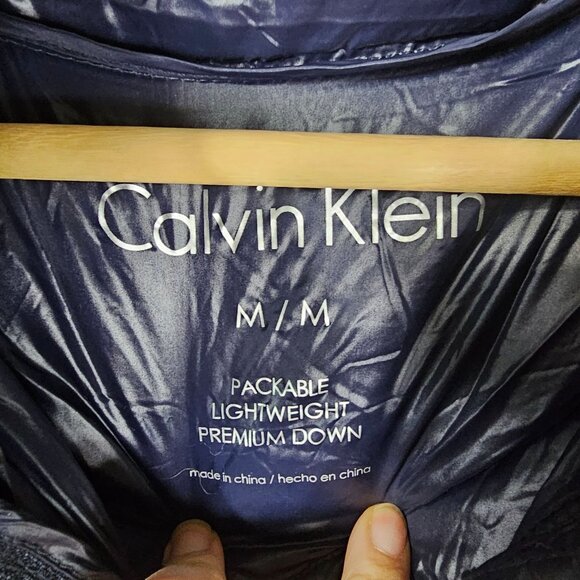 Calvin Klein
M / M
PACKABLE
LIGHTWEIGHT
PREMIUM DOWN
made in china / hecho en china